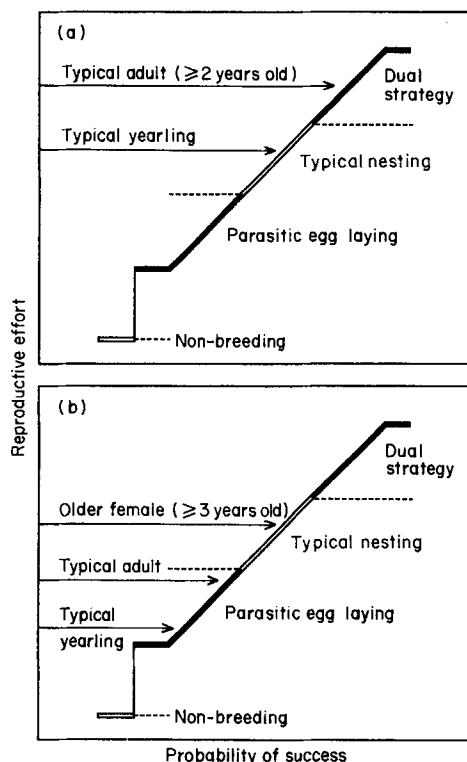 (a)
Typical adult (≥2 years old)
Dual
strategy
Typical yearling
Typical nesting
Parasitic egg laying
Non-breeding
Reproductive effort
(b)
Dual
strategy
Older female (≥3 years old)
Typical nesting
Typical adult
Parasitic egg laying
Typical
yearling
Non-breeding
Probability of success